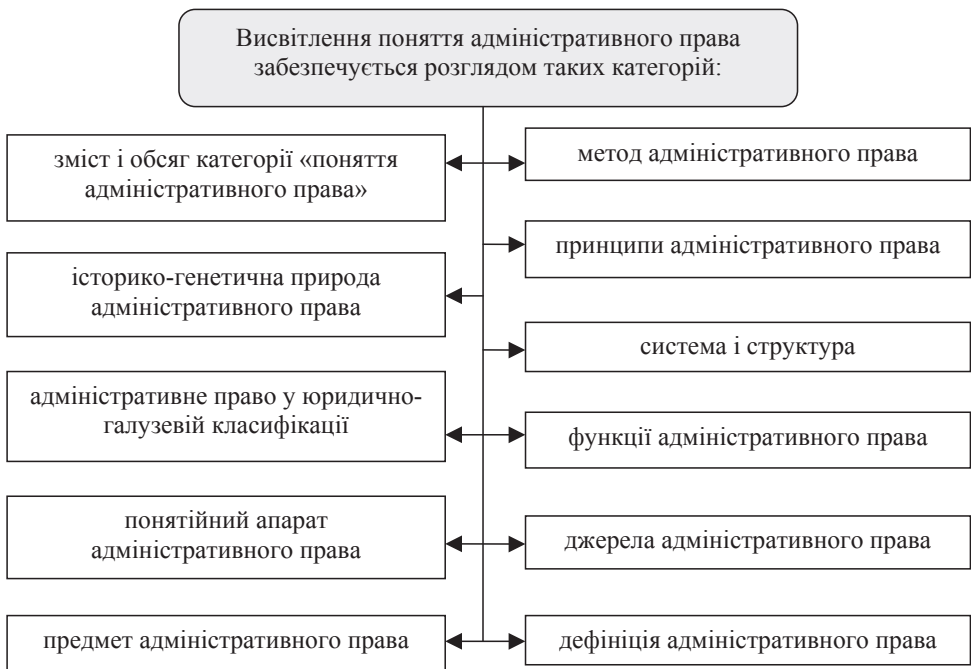 Висвітлення поняття адміністративного права
забезпечується розглядом таких категорій:
зміст і обсяг категорії «поняття
адміністративного права»
історико-генетична природа
адміністративного права
адміністративне право у юридично-
галузевій класифікації
понятійний апарат
адміністративного права
предмет адміністративного права
метод адміністративного права
принципи адміністративного права
система і структура
функції адміністративного права
джерела адміністративного права
дефініція адміністративного права